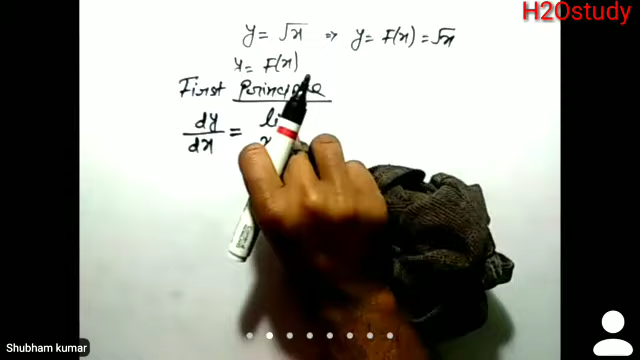 H2Ostudy
y = √x ⇒ y = F(x) = √x
y = F(x)
First Principle
dy/dx = li
Shubham kumar